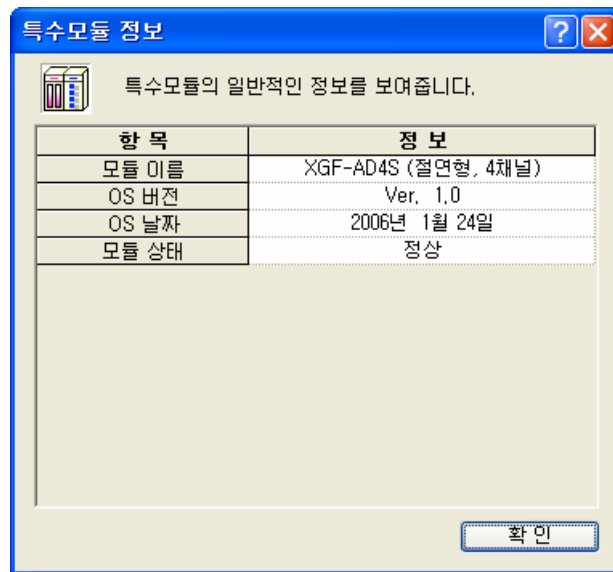 특수모듈 정보
특수모듈의 일반적인 정보를 보여줍니다.
항 목 정 보
모듈 이름 XGF-AD4S (절연형, 4채널)
OS 버전 Ver. 1.0
OS 날짜 2006년 1월 24일
모듈 상태 정상
확 인